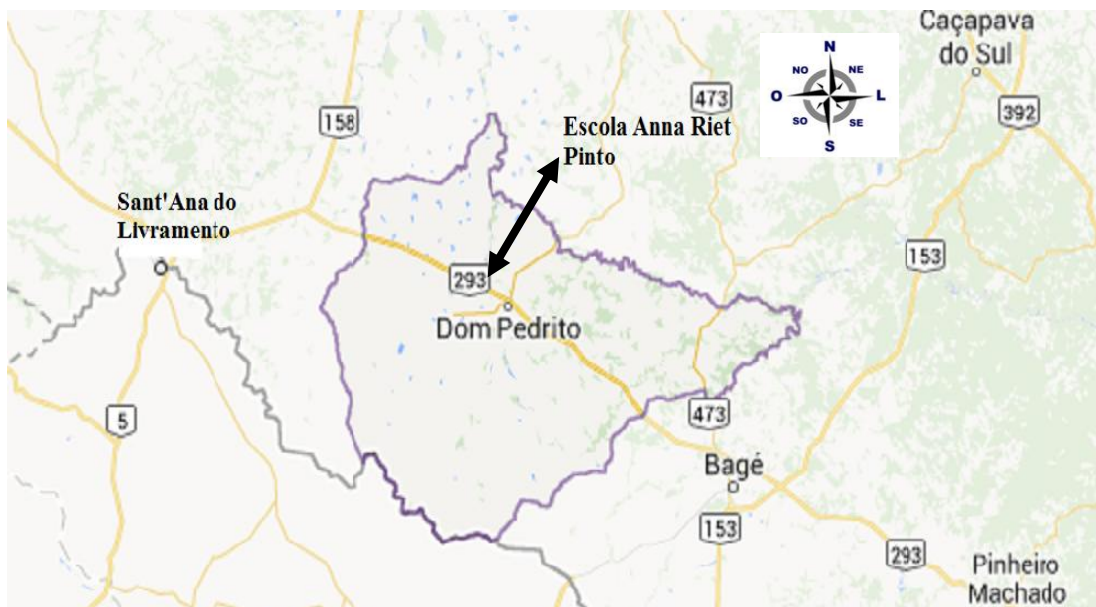 Caçapava
do Sul
N
NO
NE
O
L
SO
SE
S
473
392
158
Escola Anna Riet
Pinto
Sant'Ana do
Livramento
153
293
Dom Pedrito
5
473
Bagé
153
293
Pinheiro
Machado